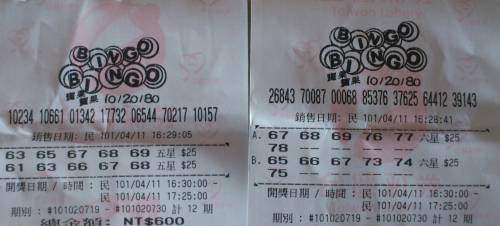 Taiwan Lottery
BINGO
BINGO
賓果
賓果
10/20/80
10234 10661 01342 17732 06544 70217 10157
銷售日期: 民 101/04/11 16:29:05
63 65 67 68 69 五星 $25
61 63 66 67 68 五星 $25
開獎日期 / 時間 : 民 101/04/11 16:30:00 -
民 101/04/11 17:25:00
期別 : #101020719 - #101020730 計 12 期
總金額: NT$600
BINGO
BINGO
賓果
賓果
10/20/80
26843 70087 00068 85376 37625 64412 39143
銷售日期: 民 101/04/11 16:28:41
A. 67 68 69 76 77 六星 $25
78 -- -- -- --
B. 65 66 67 73 74 六星 $25
75 -- -- -- --
開獎日期 / 時間 : 民 101/04/11 16:30:00 -
民 101/04/11 17:25:00
期別 : #101020719 - #101020730 計 12 期